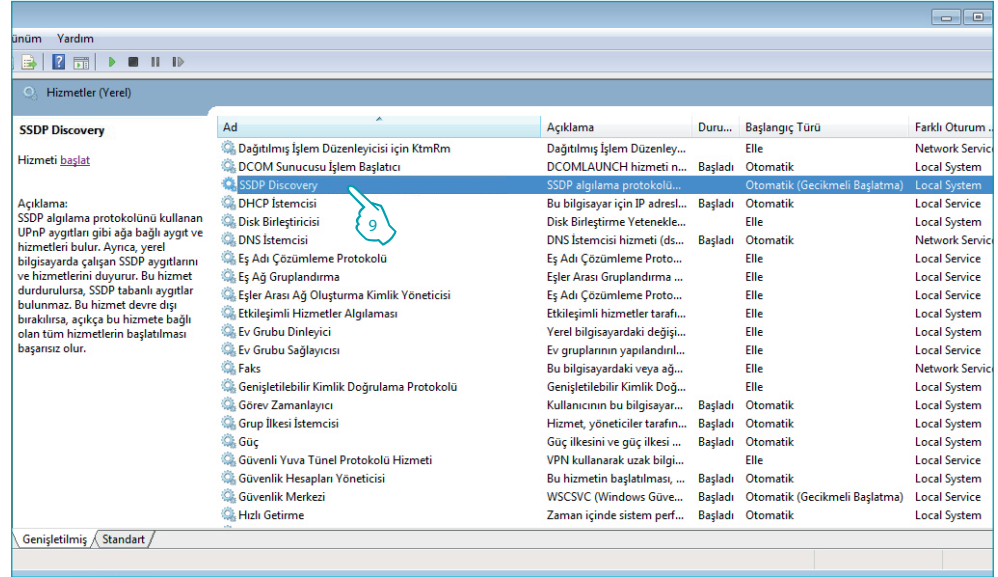 ünüm Yardım
Hizmetler (Yerel)
SSDP Discovery
Hizmeti başlat
Açıklama:
SSDP algılama protokolünü kullanan
UPnP aygıtları gibi ağa bağlı aygıt ve
hizmetleri bulur. Ayrıca, yerel
bilgisayarda çalışan SSDP aygıtlarını
ve hizmetlerini duyurur. Bu hizmet
durdurulursa, SSDP tabanlı aygıtlar
bulunmaz. Bu hizmet devre dışı
bırakılırsa, açıkça bu hizmete bağlı
olan tüm hizmetlerin başlatılması
başarısız olur.
Ad Açıklama Duru... Başlangıç Türü Farklı Oturum ..
Dağıtılmış İşlem Düzenleyicisi için KtmRm Dağıtılmış İşlem Düzenley... Elle Network Servic
DCOM Sunucusu İşlem Başlatıcı DCOMLAUNCH hizmeti n... Başladı Otomatik Local System
SSDP Discovery SSDP algılama protokolü... Otomatik (Gecikmeli Başlatma) Local System
DHCP İstemcisi Bu bilgisayar için IP adresl... Başladı Otomatik Local Service
Disk Birleştiricisi Disk Birleştirme Yetenekle... Elle Local Service
9
DNS İstemcisi DNS İstemcisi hizmeti (ds... Başladı Otomatik Network Servic
Eş Adı Çözümleme Protokolü Eş Adı Çözümleme Proto... Elle Local Service
Eş Ağ Gruplandırma Eşler Arası Gruplandırma ... Elle Local Service
Eşler Arası Ağ Oluşturma Kimlik Yöneticisi Eş Adı Çözümleme Proto... Elle Local Service
Etkileşimli Hizmetler Algılaması Etkileşimli hizmetler tarafı... Elle Local System
Ev Grubu Dinleyici Yerel bilgisayardaki değişi... Elle Local System
Ev Grubu Sağlayıcısı Ev gruplarının yapılandırıl... Elle Local Service
Faks Bu bilgisayardaki veya ağ... Elle Network Servic
Genişletilebilir Kimlik Doğrulama Protokolü Genişletilebilir Kimlik Doğ... Elle Local System
Görev Zamanlayıcı Kullanıcının bu bilgisayar... Başladı Otomatik Local System
Grup İlkesi İstemcisi Hizmet, yöneticiler tarafın... Başladı Otomatik Local System
Güç Güç ilkesini ve güç ilkesi ... Başladı Otomatik Local System
Güvenli Yuva Tünel Protokolü Hizmeti VPN kullanarak uzak bilgi... Elle Local Service
Güvenlik Hesapları Yöneticisi Bu hizmetin başlatılması, ... Başladı Otomatik Local System
Güvenlik Merkezi WSCSVC (Windows Güve... Başladı Otomatik (Gecikmeli Başlatma) Local Service
Hızlı Getirme Zaman içinde sistem perf... Başladı Otomatik Local System
Genişletilmiş Standart